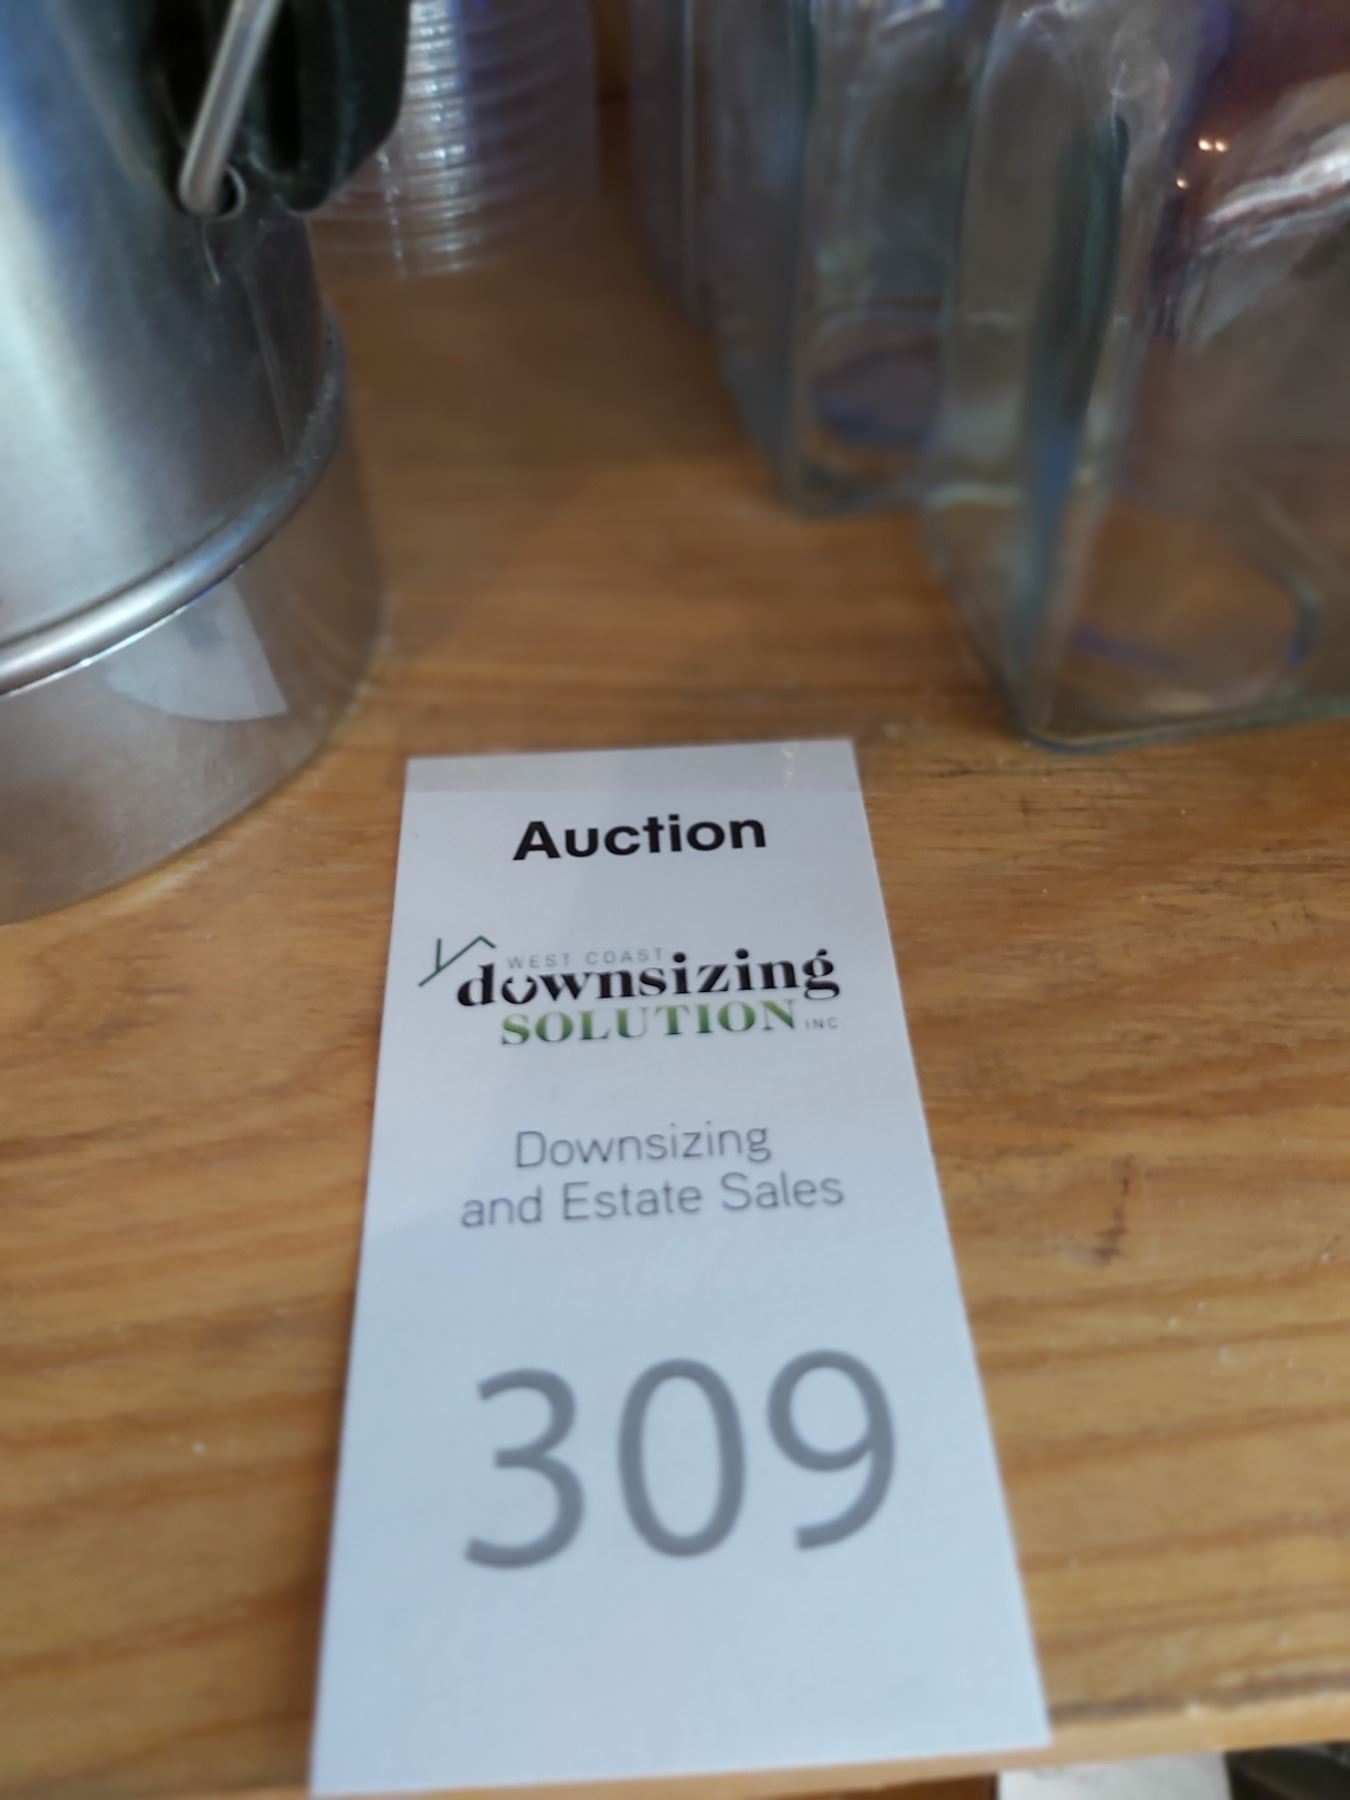 Auction
WEST COAST
downsizing
SOLUTION INC.
Downsizing
and Estate Sales
309